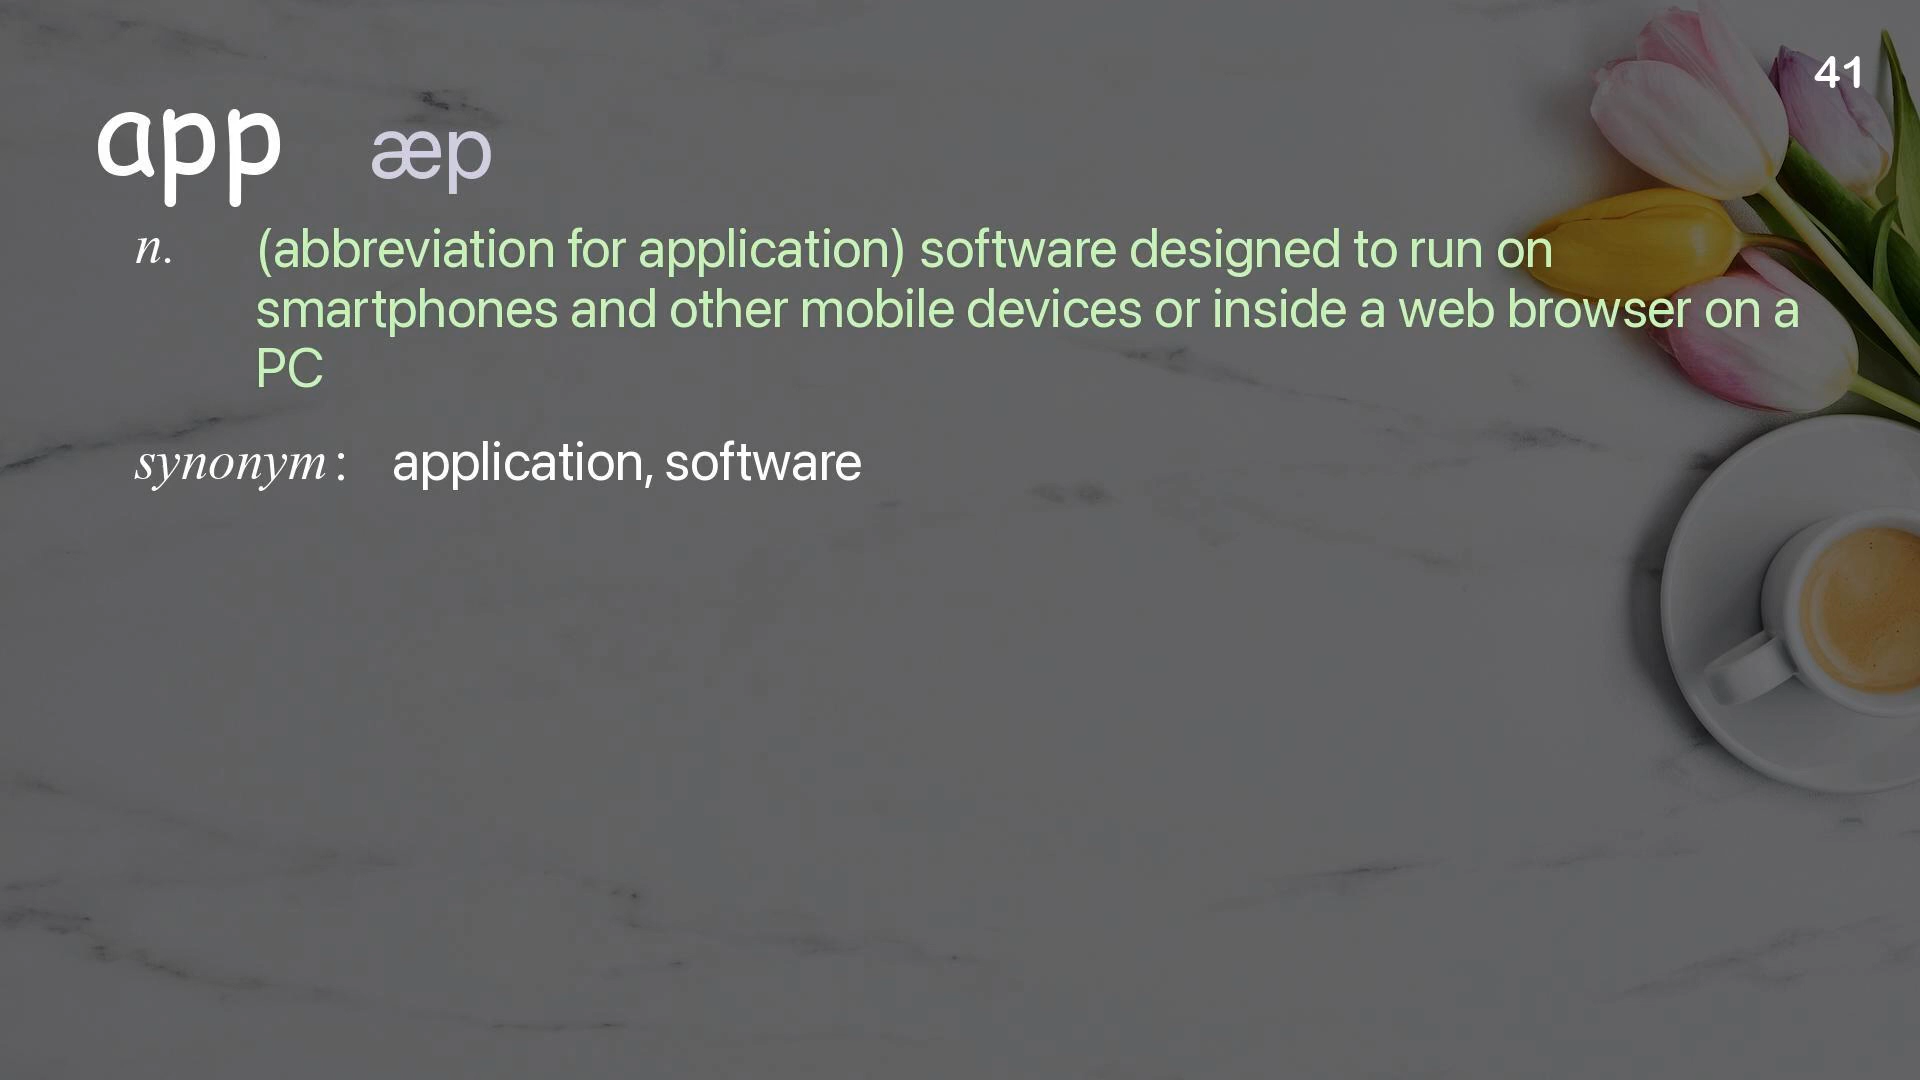 41
app æp
n. (abbreviation for application) software designed to run on
smartphones and other mobile devices or inside a web browser on a
PC
synonym: application, software